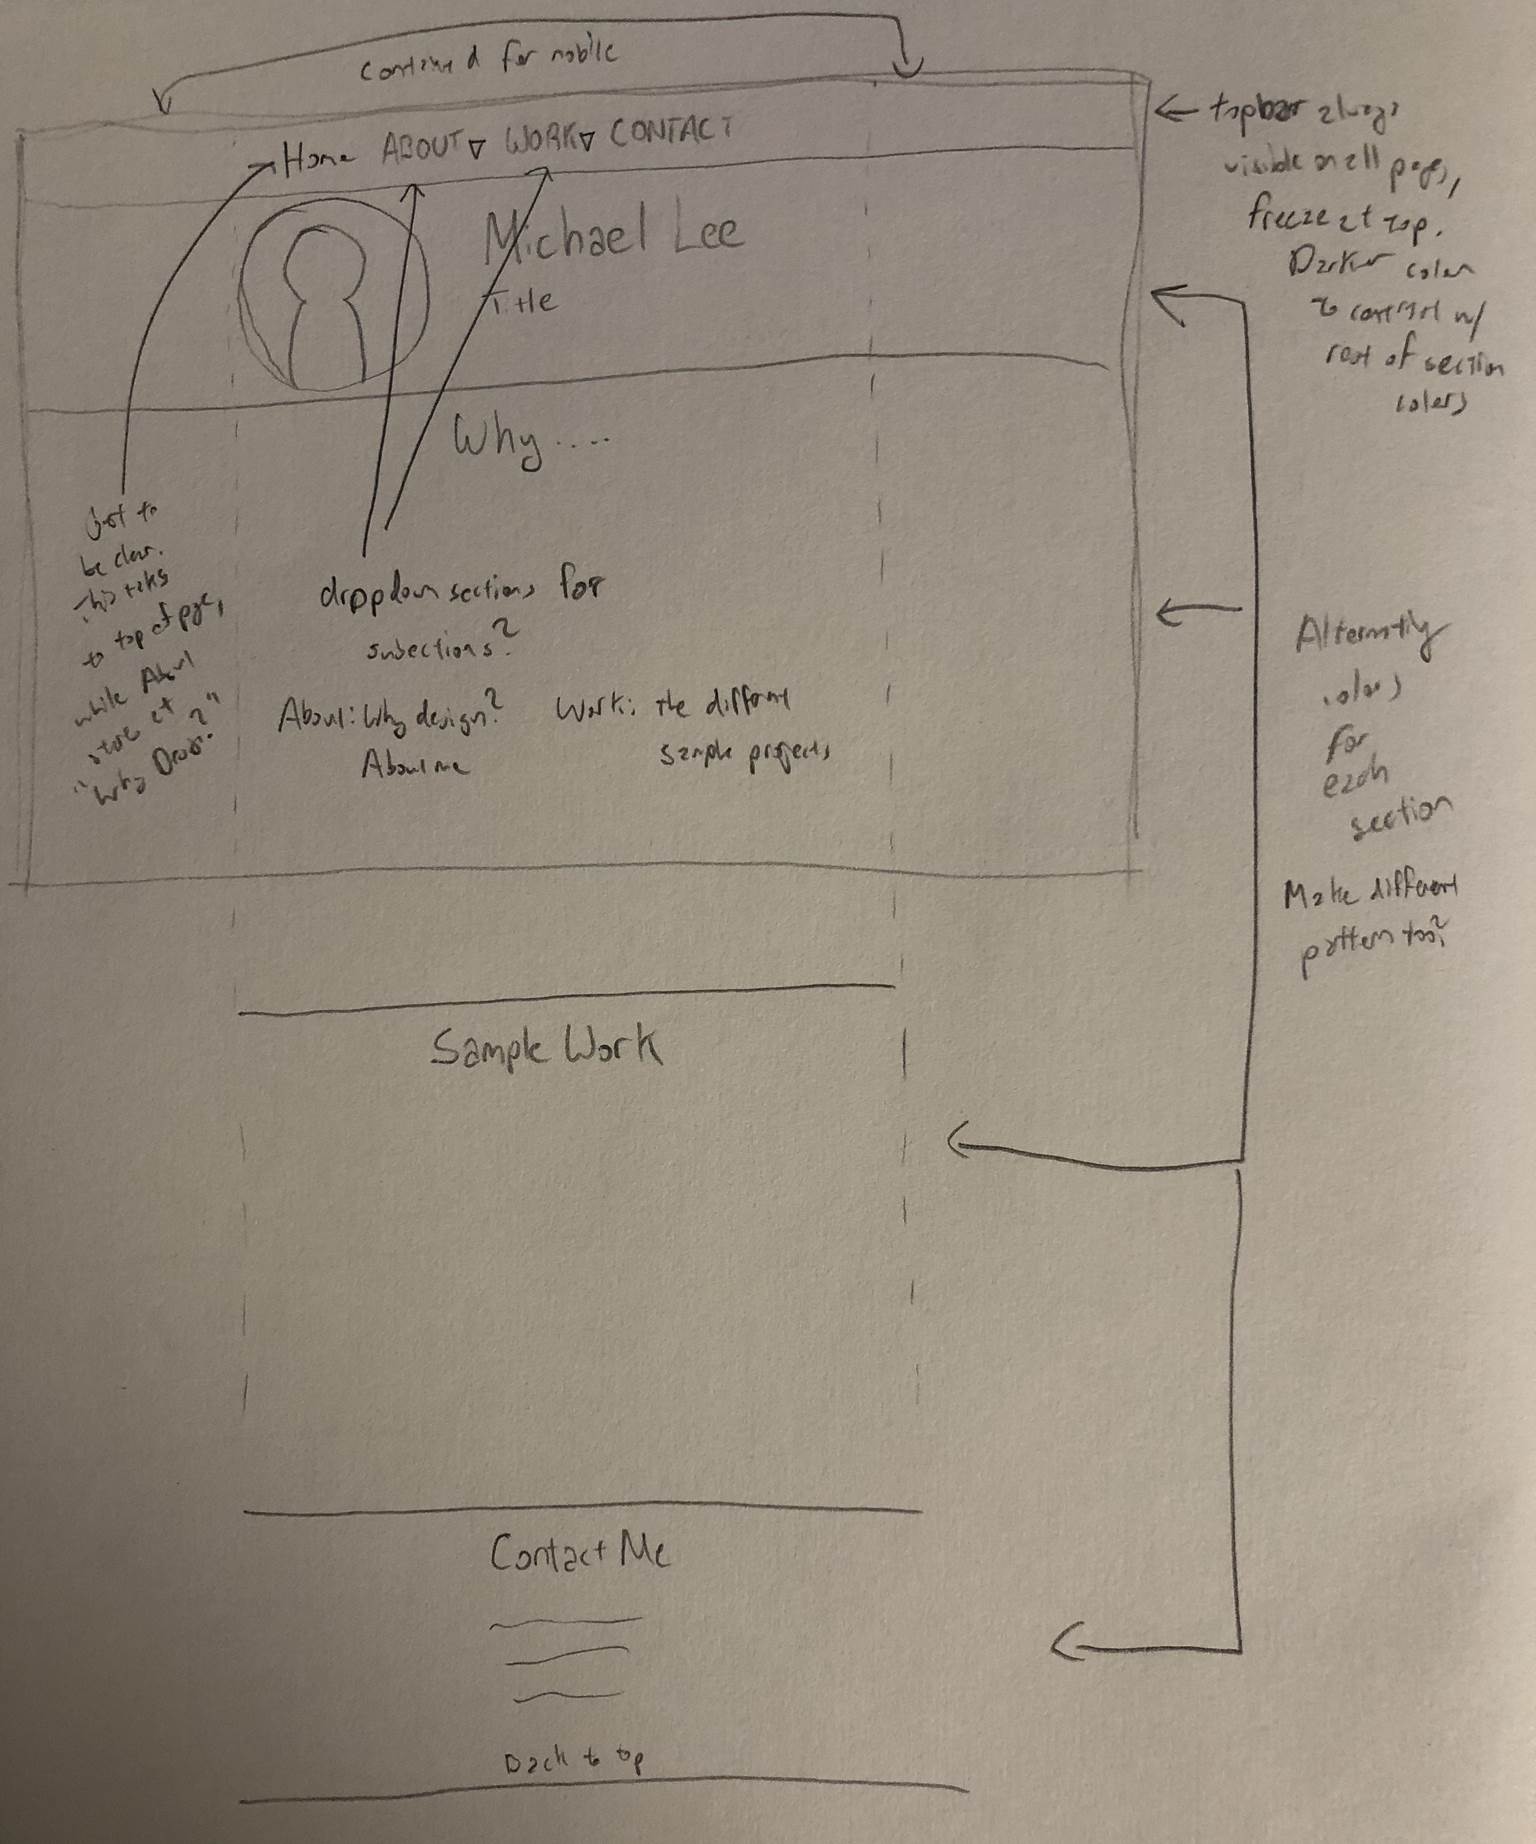 contained for mobile
Home ABOUT▽ WORK▽ CONTACT
Michael Lee
Title
Why ....
← topbar always
visible on all pages,
freeze at top.
Darker color
to contrast w/
rest of section
colors
Just to
be clear.
This takes
to top of page,
while About
at
"Why Design?"
dropdown sections for
subsections?
About: Why design?
About me
Work: the different
sample projects
Alternating
colors
for
each
section
Make different
pattern too?
Sample Work
Contact Me
Back to top